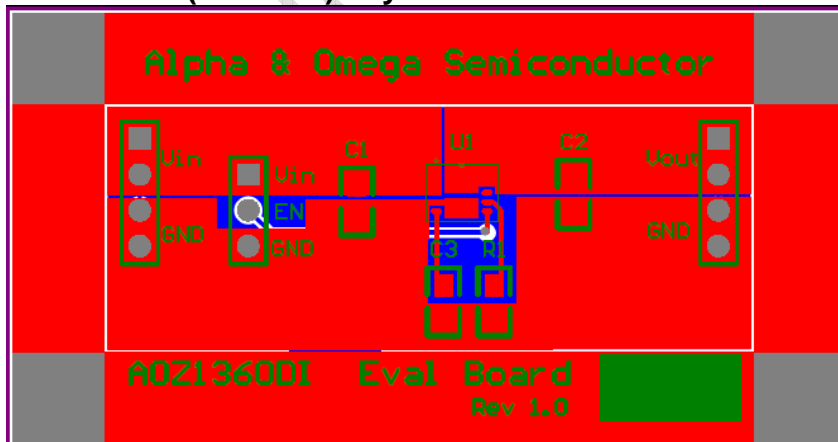 Alpha & Omega Semiconductor
C1 U1 C2
Vin Vin Vout
EN
GND GND GND
C3 R1
AOZ1360DI Eval Board
Rev 1.0